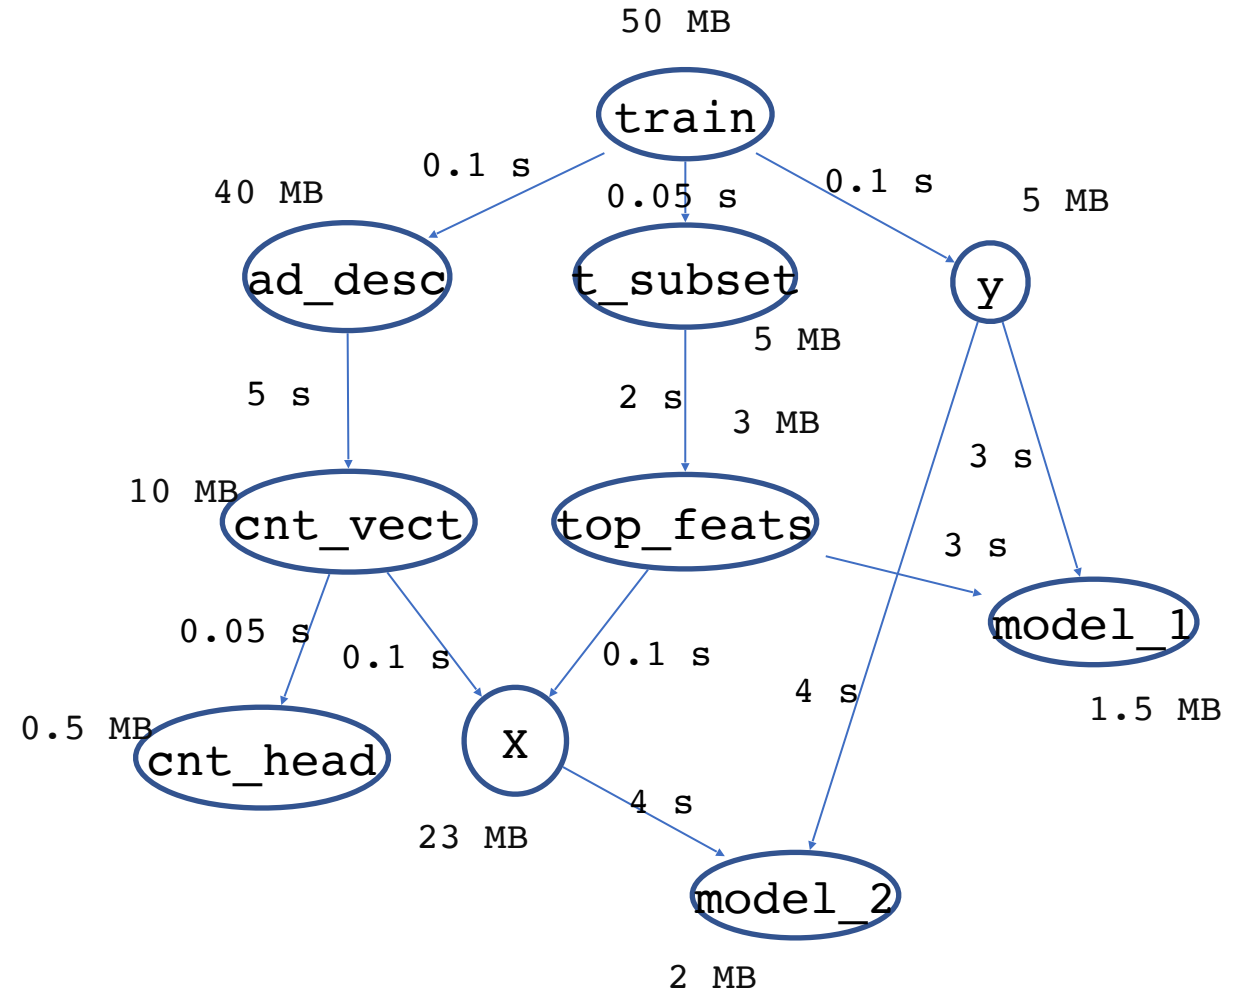 50 MB
train
0.1 s
0.05 s
0.1 s
40 MB
5 MB
ad_desc
t_subset
y
5 MB
5 s
2 s
3 MB
3 s
10 MB
cnt_vect
top_feats
3 s
model_1
0.05 s
0.1 s
0.1 s
4 s
1.5 MB
0.5 MB
cnt_head
X
4 s
23 MB
model_2
2 MB